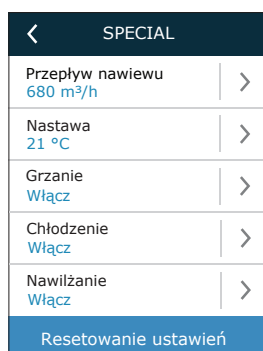 SPECIAL
Przepływ nawiewu
680 m³/h
Nastawa
21 °C
Grzanie
Włącz
Chłodzenie
Włącz
Nawilżanie
Włącz
Resetowanie ustawień